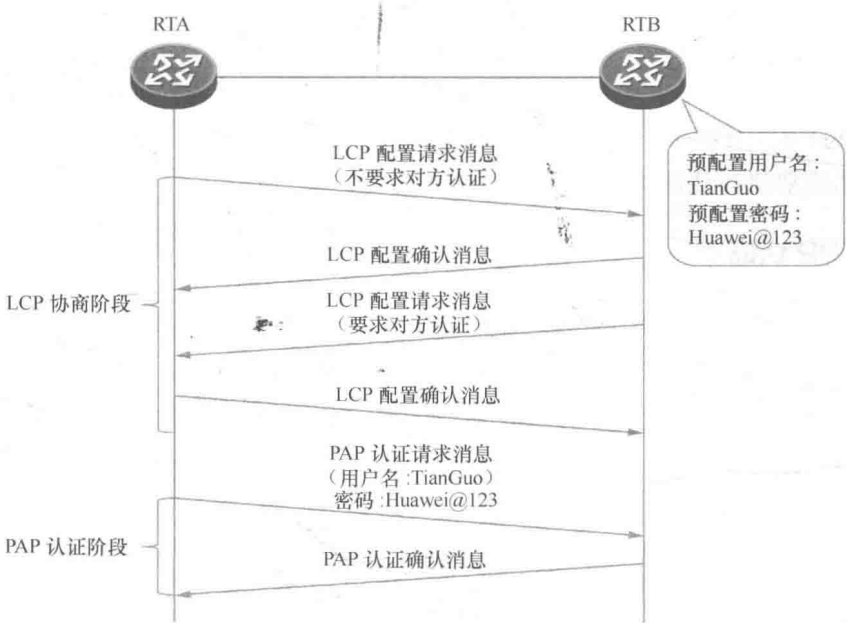 RTA
RTB
LCP 配置请求消息
（不要求对方认证）
预配置用户名：
TianGuo
预配置密码：
Huawei@123
LCP 配置确认消息
LCP 协商阶段
LCP 配置请求消息
（要求对方认证）
LCP 配置确认消息
PAP 认证请求消息
（用户名:TianGuo）
密码:Huawei@123
PAP 认证阶段
PAP 认证确认消息